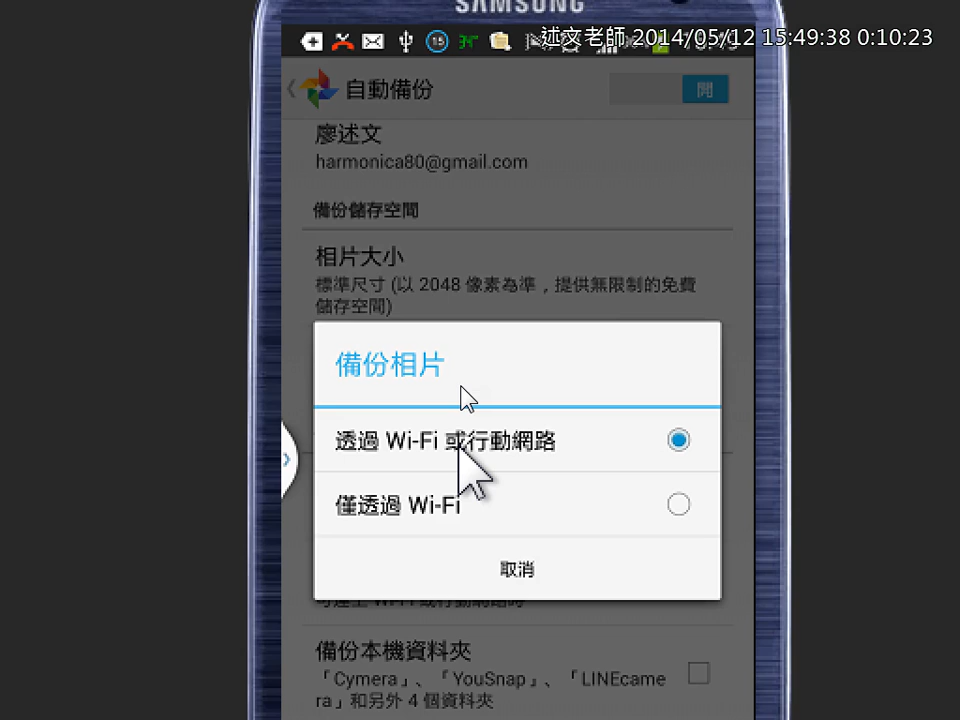 SAMSUNG
述文老師 2014/05/12 15:49:38 0:10:23
15
自動備份
開
廖述文
harmonica80@gmail.com
備份儲存空間
相片大小
標準尺寸 (以 2048 像素為準，提供無限制的免費
儲存空間)
備份相片
透過 Wi-Fi 或行動網路
僅透過 Wi-Fi
取消
備份本機資料夾
「Cymera」、「YouSnap」、「LINEcame
ra」和另外 4 個資料夾